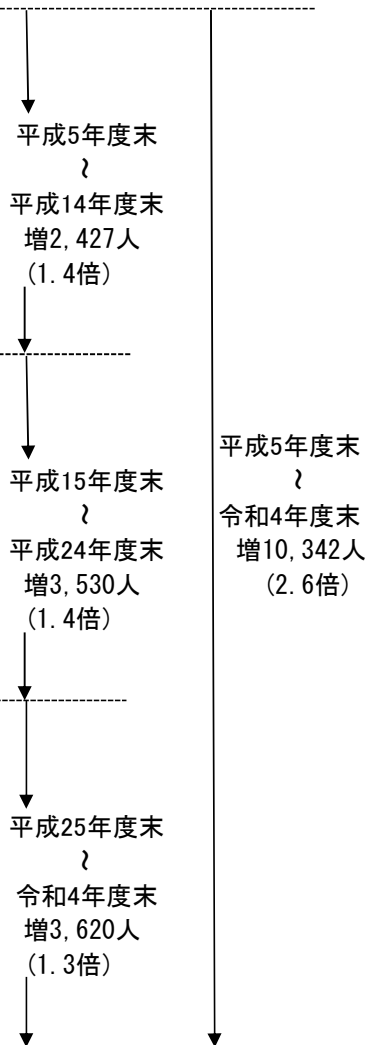 平成5年度末
～
平成14年度末
増2,427人
(1.4倍)
平成15年度末
～
平成24年度末
増3,530人
(1.4倍)
平成25年度末
～
令和4年度末
増3,620人
(1.3倍)
平成5年度末
～
令和4年度末
増10,342人
(2.6倍)